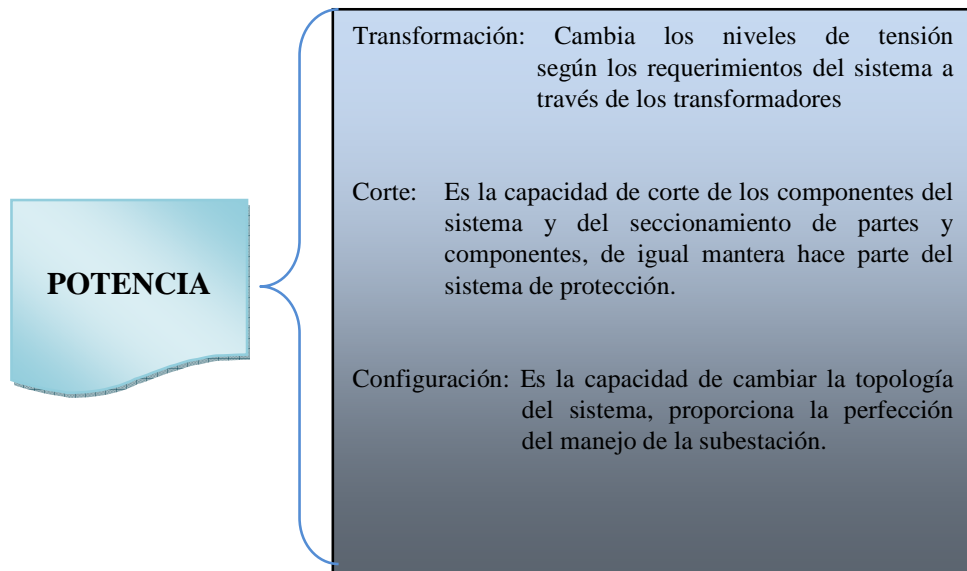 POTENCIA
Transformación: Cambia los niveles de tensión
según los requerimientos del sistema a
través de los transformadores
Corte: Es la capacidad de corte de los componentes del
sistema y del seccionamiento de partes y
componentes, de igual mantera hace parte del
sistema de protección.
Configuración: Es la capacidad de cambiar la topología
del sistema, proporciona la perfección
del manejo de la subestación.